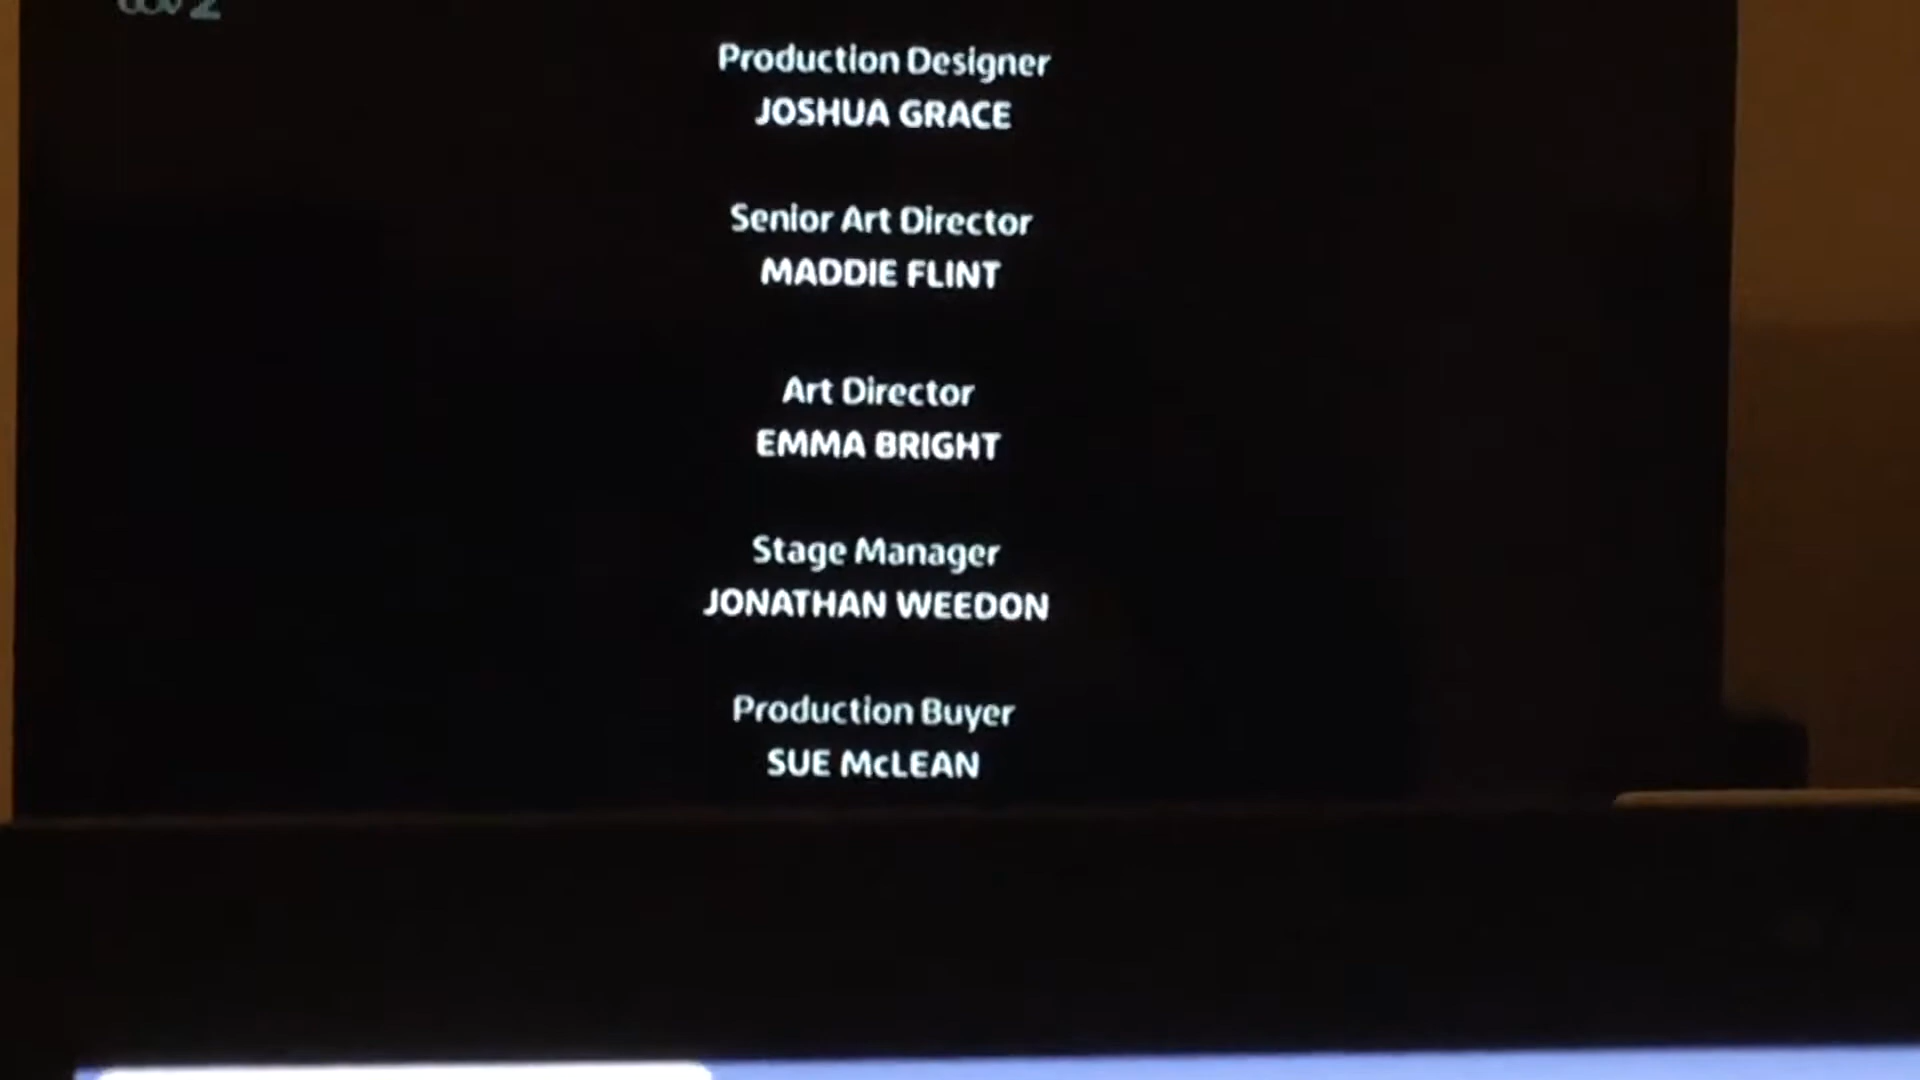 Production Designer
JOSHUA GRACE
Senior Art Director
MADDIE FLINT
Art Director
EMMA BRIGHT
Stage Manager
JONATHAN WEEDON
Production Buyer
SUE McLEAN